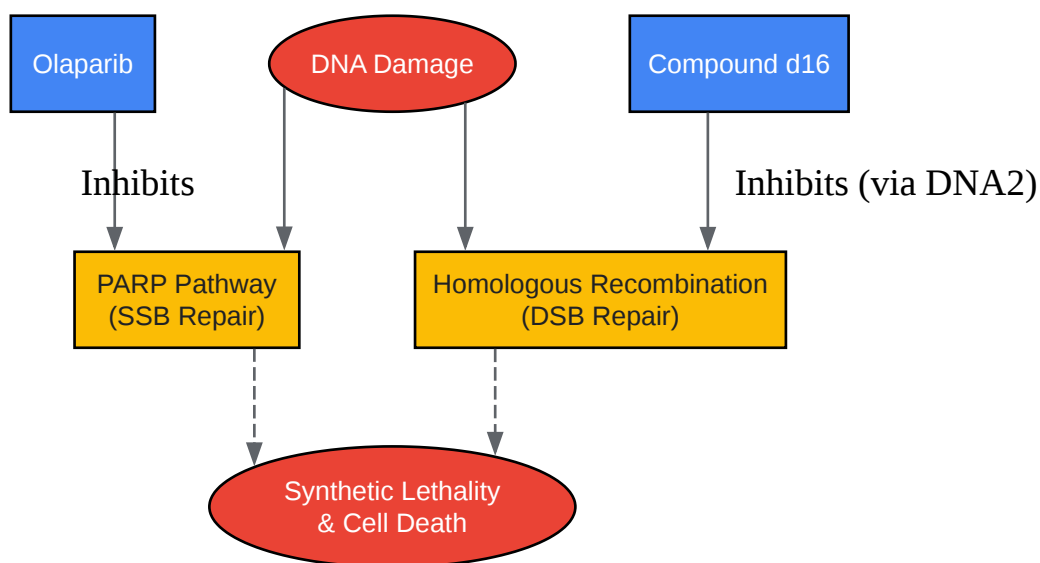 Olaparib
DNA Damage
Compound d16
Inhibits
Inhibits (via DNA2)
PARP Pathway
(SSB Repair)
Homologous Recombination
(DSB Repair)
Synthetic Lethality
& Cell Death